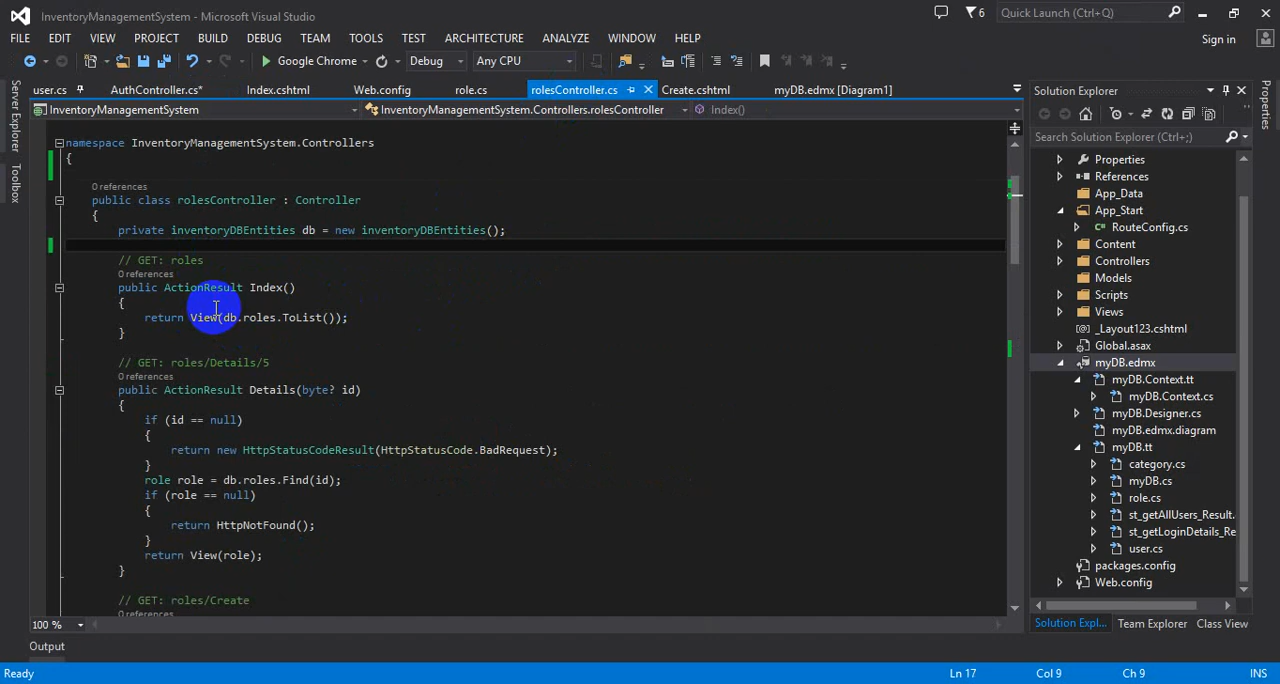 InventoryManagementSystem - Microsoft Visual Studio
6
Quick Launch (Ctrl+Q)
FILE EDIT VIEW PROJECT BUILD DEBUG TEAM TOOLS TEST ARCHITECTURE ANALYZE WINDOW HELP
Sign in
Google Chrome Debug Any CPU
user.cs AuthController.cs* Index.cshtml Web.config role.cs rolesController.cs Create.cshtml myDB.edmx [Diagram1]
InventoryManagementSystem InventoryManagementSystem.Controllers.rolesController Index()
Server Explorer
Toolbox
namespace InventoryManagementSystem.Controllers
{
0 references
public class rolesController : Controller
{
private inventoryDBEntities db = new inventoryDBEntities();
// GET: roles
0 references
public ActionResult Index()
{
return View(db.roles.ToList());
}
// GET: roles/Details/5
0 references
public ActionResult Details(byte? id)
{
if (id == null)
{
return new HttpStatusCodeResult(HttpStatusCode.BadRequest);
}
role role = db.roles.Find(id);
if (role == null)
{
return HttpNotFound();
}
return View(role);
}
// GET: roles/Create
0 references
100 %
Output
Solution Explorer
Search Solution Explorer (Ctrl+;)
Properties
References
App_Data
App_Start
RouteConfig.cs
Content
Controllers
Models
Scripts
Views
_Layout123.cshtml
Global.asax
myDB.edmx
myDB.Context.tt
myDB.Context.cs
myDB.Designer.cs
myDB.edmx.diagram
myDB.tt
category.cs
myDB.cs
role.cs
st_getAllUsers_Result.
st_getLoginDetails_Re
user.cs
packages.config
Web.config
Solution Expl... Team Explorer Class View
Properties
Ready Ln 17 Col 9 Ch 9 INS